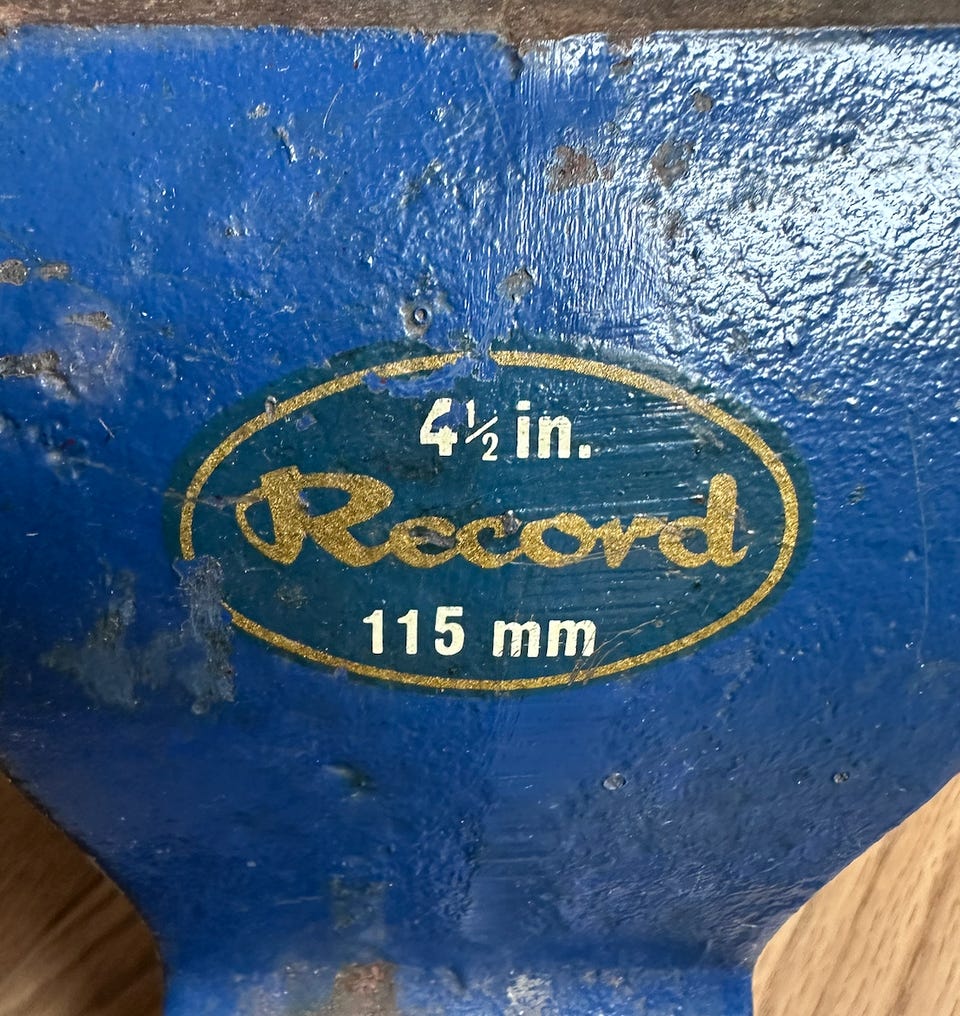 4½ in.
Record
115 mm